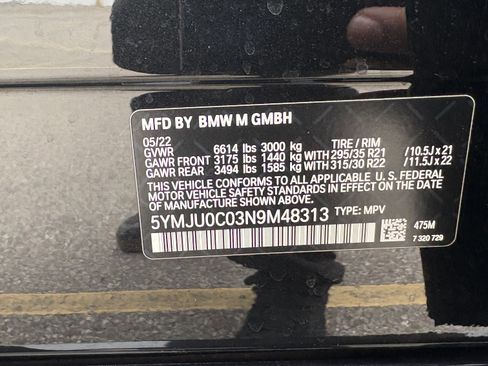 MFD BY BMW M GMBH
05/22
GVWR 6614 lbs 3000 kg TIRE / RIM
GAWR FRONT 3175 lbs 1440 kg WITH 295/35 R21 /10.5J x 21
GAWR REAR 3494 lbs 1585 kg WITH 315/30 R22 /11.5J x 22
VEHICLE CONFORMS TO ALL APPLICABLE U. S. FEDERAL
MOTOR VEHICLE SAFETY STANDARDS IN EFFECT ON THE
DATE OF MANUFACTURE SHOWN ABOVE.
5YMJU0C03N9M48313 TYPE: MPV
475M
7 320 729